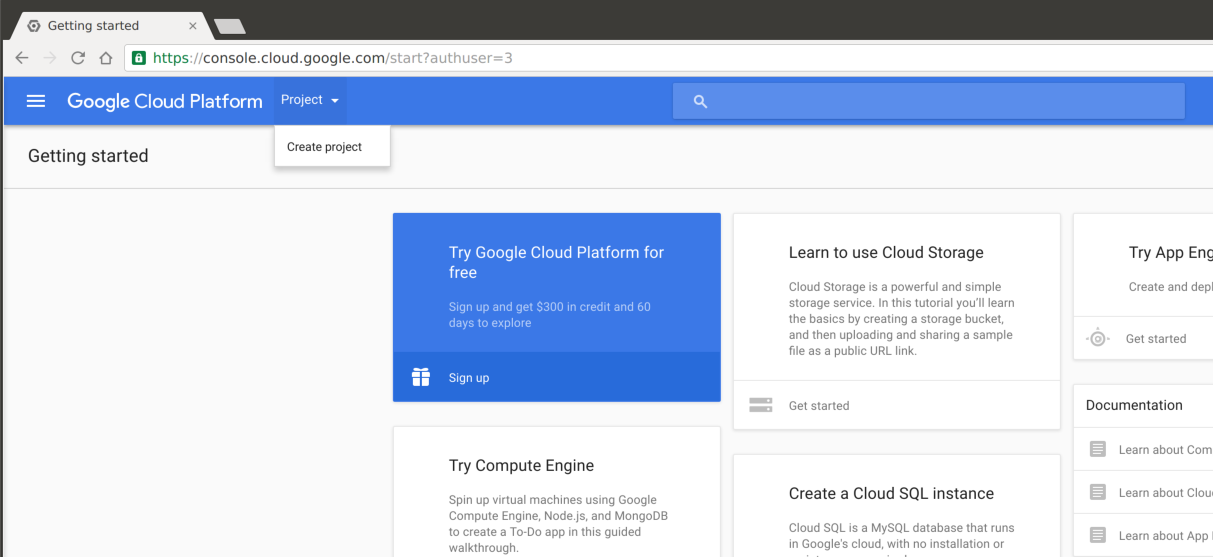 Getting started
https://console.cloud.google.com/start?authuser=3
Google Cloud Platform
Project
Create project
Getting started
Try Google Cloud Platform for
free
Sign up and get $300 in credit and 60
days to explore
Sign up
Try Compute Engine
Spin up virtual machines using Google
Compute Engine, Node.js, and MongoDB
to create a To-Do app in this guided
walkthrough.
Learn to use Cloud Storage
Cloud Storage is a powerful and simple
storage service. In this tutorial you'll learn
the basics by creating a storage bucket,
and then uploading and sharing a sample
file as a public URL link.
Get started
Create a Cloud SQL instance
Cloud SQL is a MySQL database that runs
in Google's cloud, with no installation or
Try App Eng
Create and depl
Get started
Documentation
Learn about Com
Learn about Clou
Learn about App